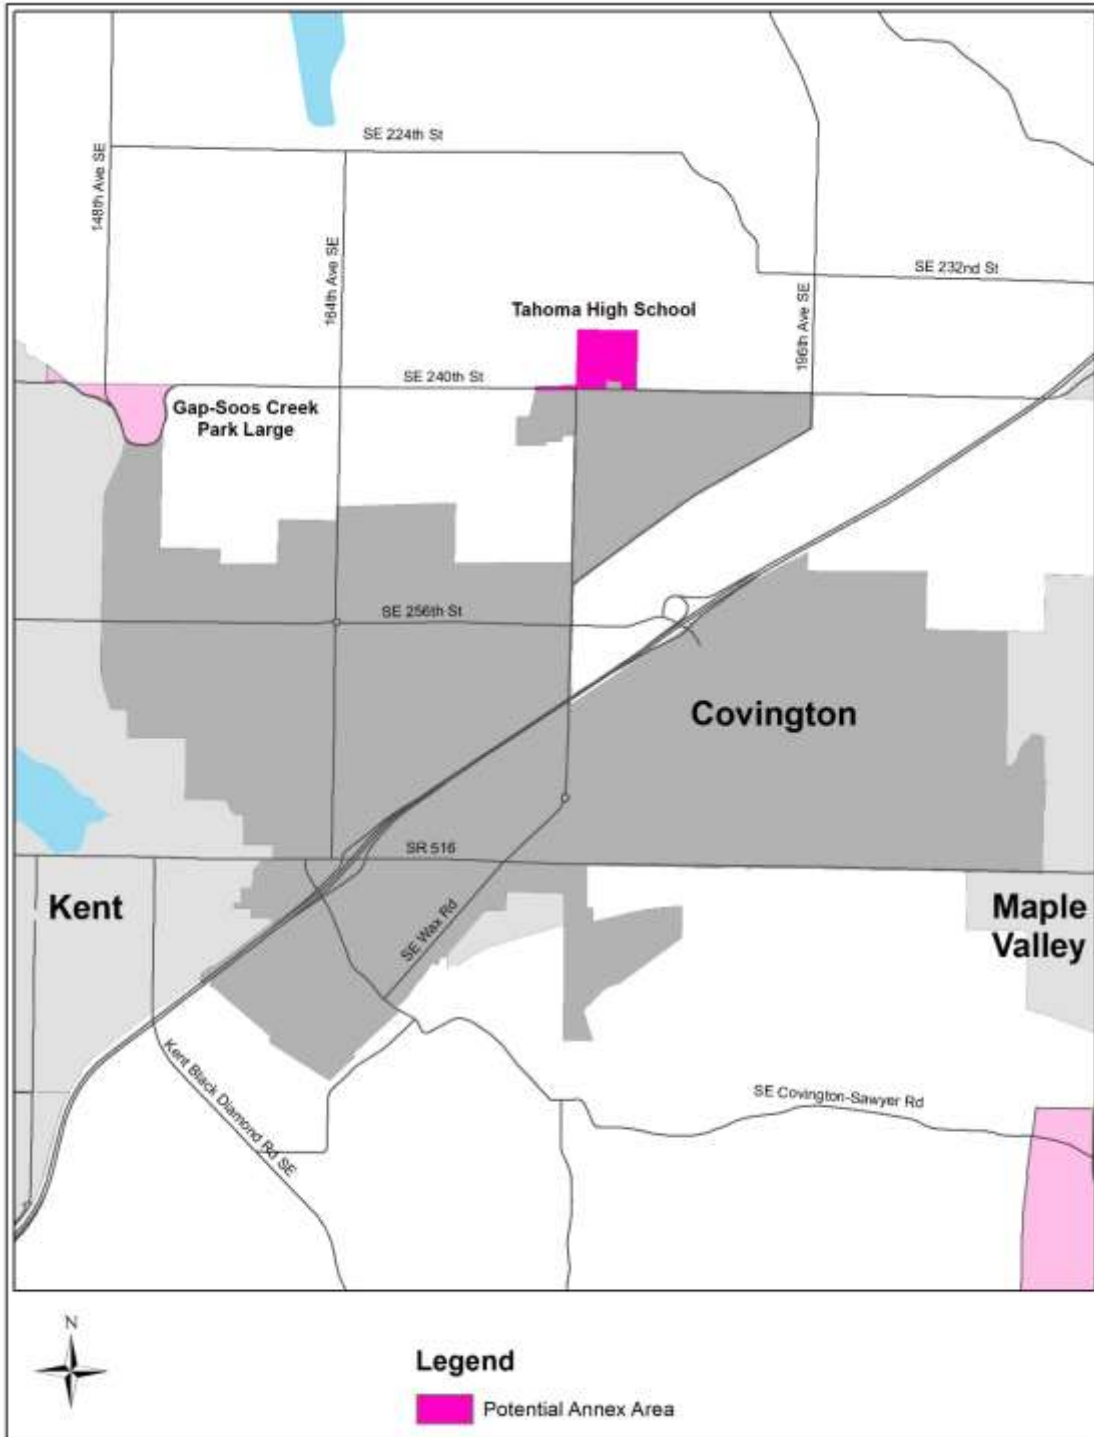 SE 224th St
148th Ave SE
164th Ave SE
196th Ave SE
SE 232nd St
Tahoma High School
SE 240th St
Gap-Soos Creek
Park Large
SE 256th St
Covington
SR 516
Kent
SE Wax Rd
Maple
Valley
Kent Black Diamond Rd SE
SE Covington-Sawyer Rd
N
Legend
Potential Annex Area